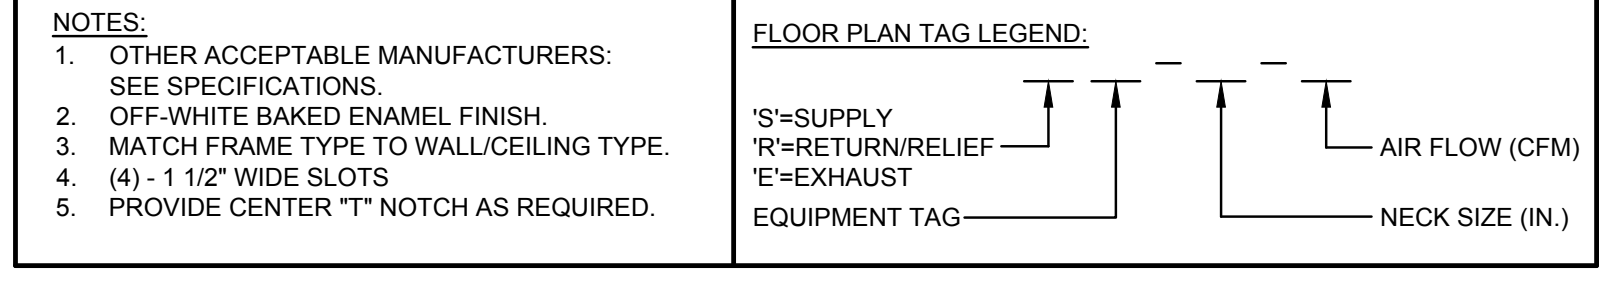 NOTES:
1. OTHER ACCEPTABLE MANUFACTURERS:
SEE SPECIFICATIONS.
2. OFF-WHITE BAKED ENAMEL FINISH.
3. MATCH FRAME TYPE TO WALL/CEILING TYPE.
4. (4) - 1 1/2" WIDE SLOTS
5. PROVIDE CENTER "T" NOTCH AS REQUIRED.
FLOOR PLAN TAG LEGEND:
'S'=SUPPLY
'R'=RETURN/RELIEF
'E'=EXHAUST
EQUIPMENT TAG
AIR FLOW (CFM)
NECK SIZE (IN.)